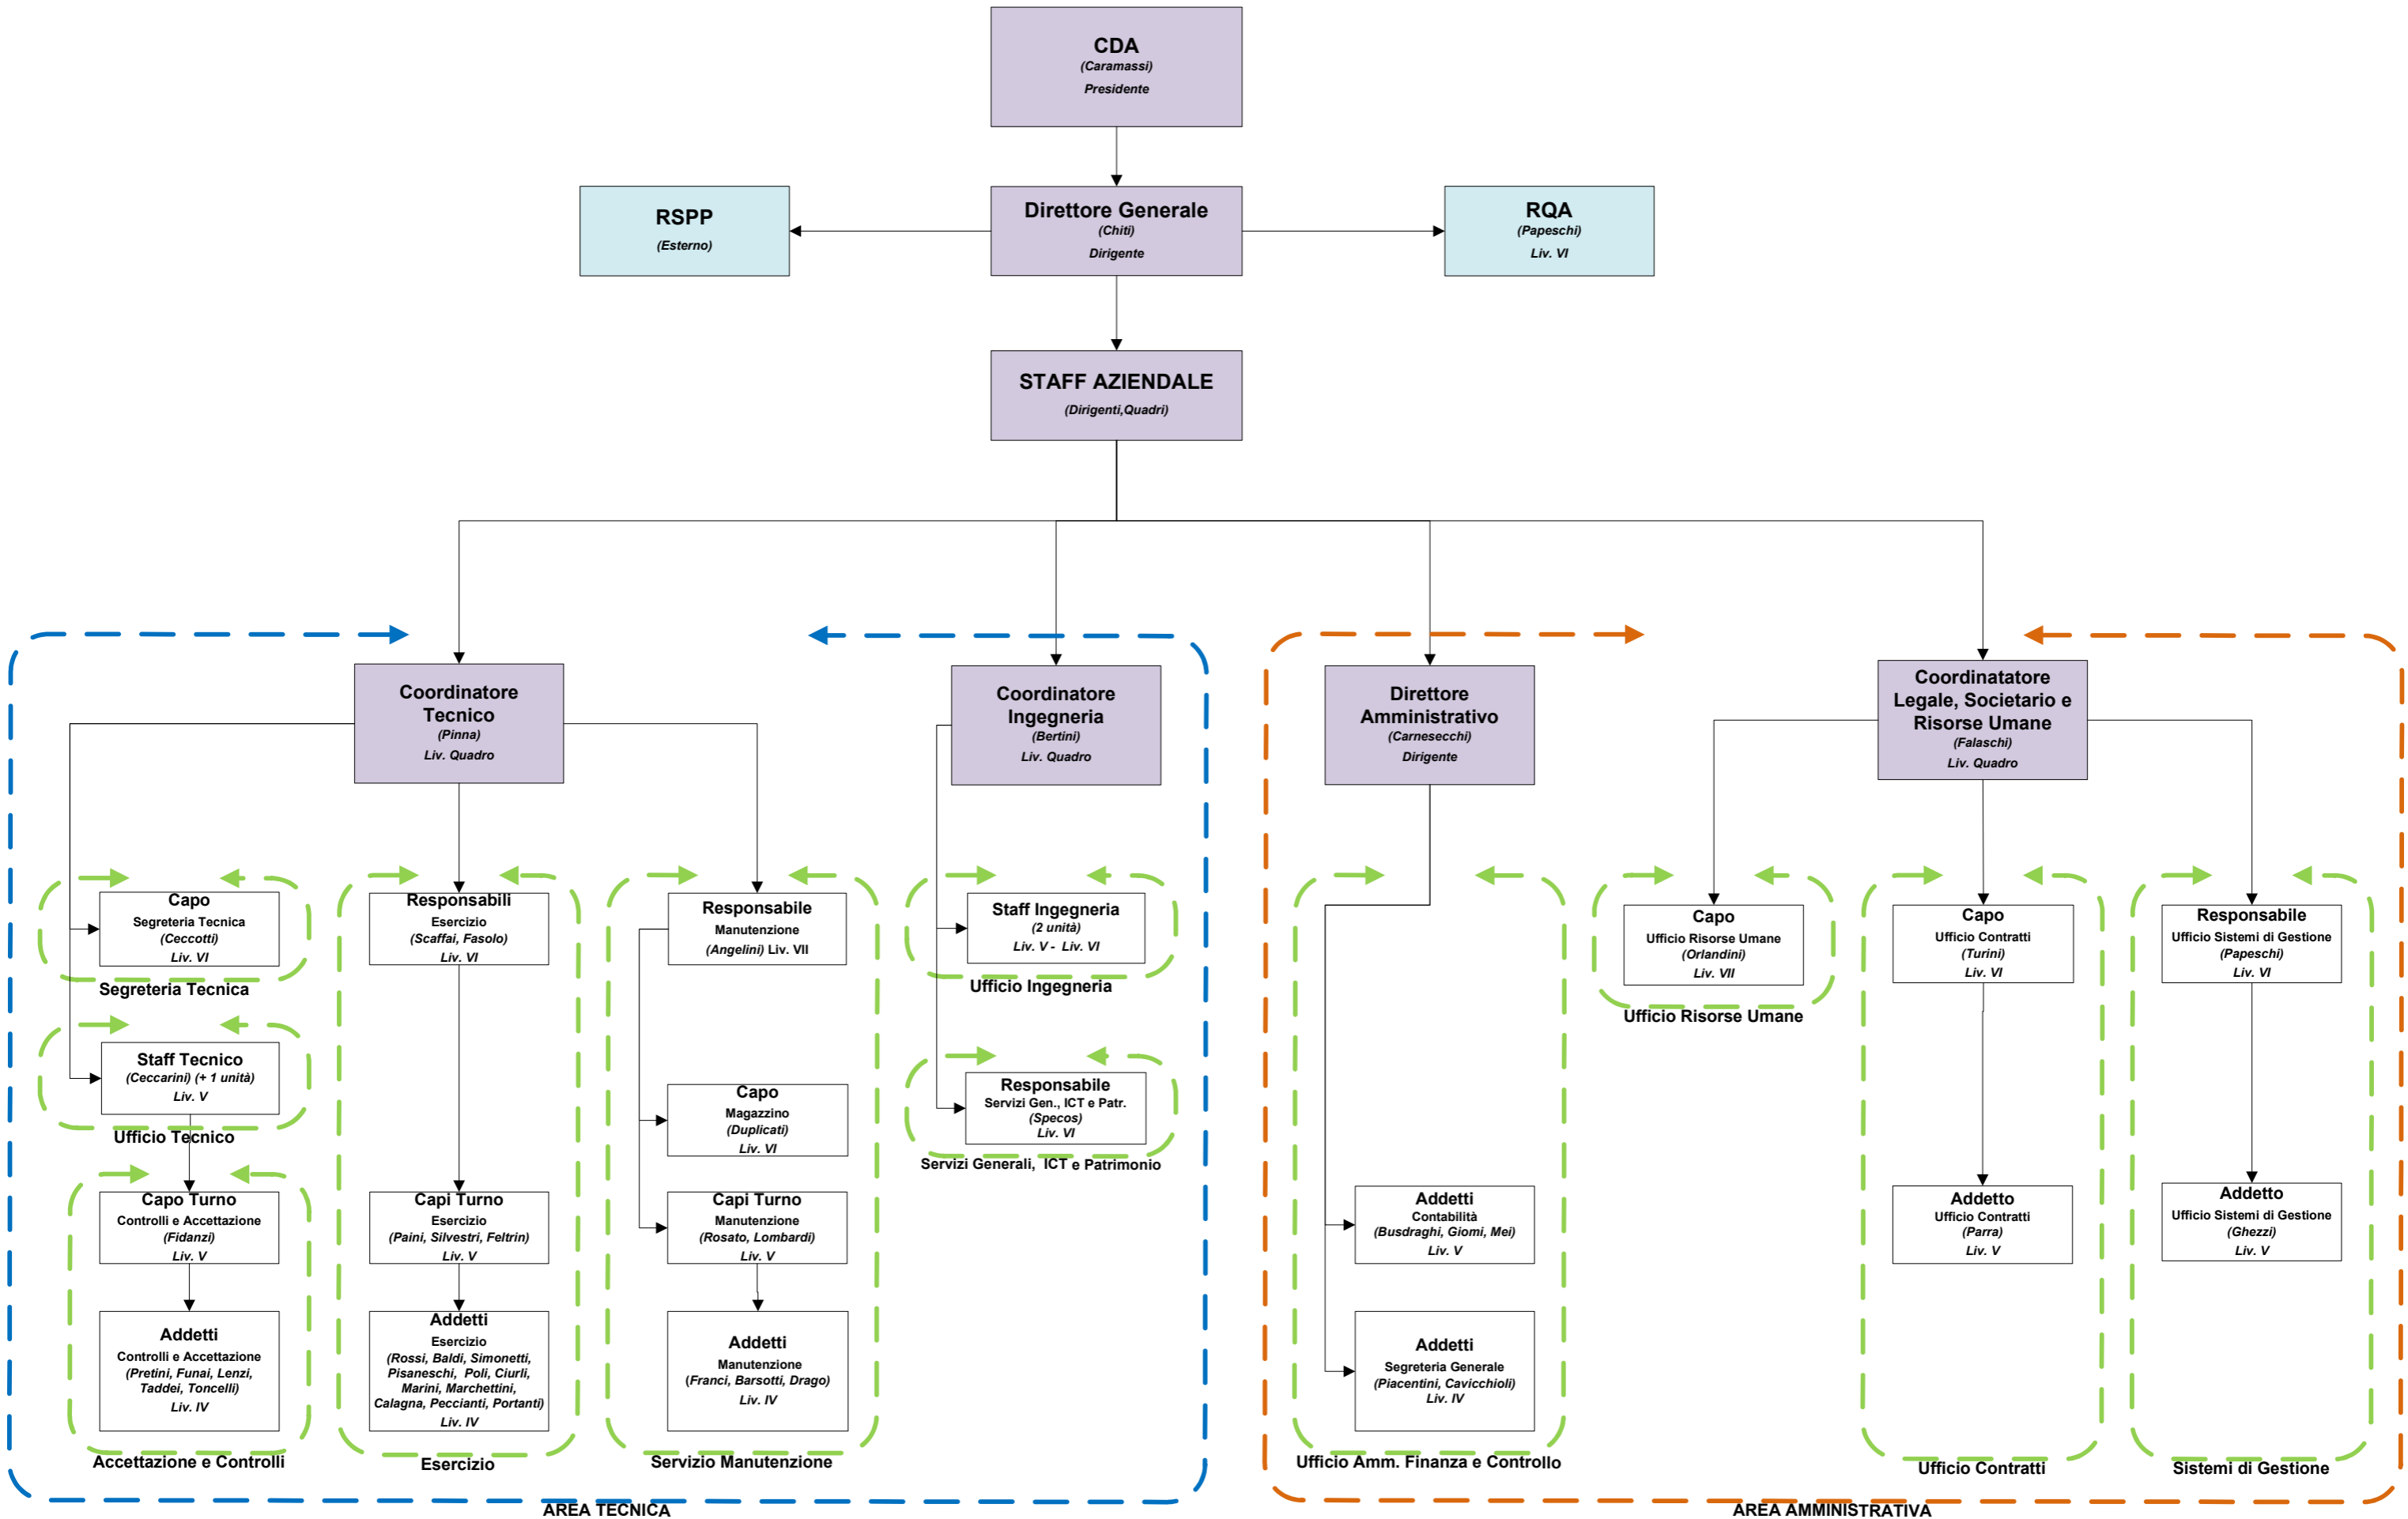 CDA
(Caramassi)
Presidente
RSPP
(Esterno)
Direttore Generale
(Chiti)
Dirigente
RQA
(Papeschi)
Liv. VI
STAFF AZIENDALE
(Dirigenti,Quadri)
Coordinatore
Tecnico
(Pinna)
Liv. Quadro
Coordinatore
Ingegneria
(Bertini)
Liv. Quadro
Direttore
Amministrativo
(Carnesecchi)
Dirigente
Coordinatatore
Legale, Societario e
Risorse Umane
(Falaschi)
Liv. Quadro
Capo
Segreteria Tecnica
(Ceccotti)
Liv. VI
Segreteria Tecnica
Staff Tecnico
(Ceccarini) (+ 1 unità)
Liv. V
Ufficio Tecnico
Capo Turno
Controlli e Accettazione
(Fidanzi)
Liv. V
Addetti
Controlli e Accettazione
(Pretini, Funai, Lenzi,
Taddei, Toncelli)
Liv. IV
Accettazione e Controlli
Responsabili
Esercizio
(Scaffai, Fasolo)
Liv. VI
Capi Turno
Esercizio
(Paini, Silvestri, Feltrin)
Liv. V
Addetti
Esercizio
(Rossi, Baldi, Simonetti,
Pisaneschi, Poli, Ciurli,
Marini, Marchettini,
Calagna, Peccianti, Portanti)
Liv. IV
Esercizio
Responsabile
Manutenzione
(Angelini) Liv. VII
Capo
Magazzino
(Duplicati)
Liv. VI
Capi Turno
Manutenzione
(Rosato, Lombardi)
Liv. V
Addetti
Manutenzione
(Franci, Barsotti, Drago)
Liv. IV
Servizio Manutenzione
Staff Ingegneria
(2 unità)
Liv. V - Liv. VI
Ufficio Ingegneria
Responsabile
Servizi Gen., ICT e Patr.
(Specos)
Liv. VI
Servizi Generali, ICT e Patrimonio
AREA TECNICA
Addetti
Contabilità
(Busdraghi, Giomi, Mei)
Liv. V
Addetti
Segreteria Generale
(Piacentini, Cavicchioli)
Liv. IV
Ufficio Amm. Finanza e Controllo
Capo
Ufficio Risorse Umane
(Orlandini)
Liv. VII
Ufficio Risorse Umane
Capo
Ufficio Contratti
(Turini)
Liv. VI
Addetto
Ufficio Contratti
(Parra)
Liv. V
Ufficio Contratti
Responsabile
Ufficio Sistemi di Gestione
(Papeschi)
Liv. VI
Addetto
Ufficio Sistemi di Gestione
(Ghezzi)
Liv. V
Sistemi di Gestione
AREA AMMINISTRATIVA